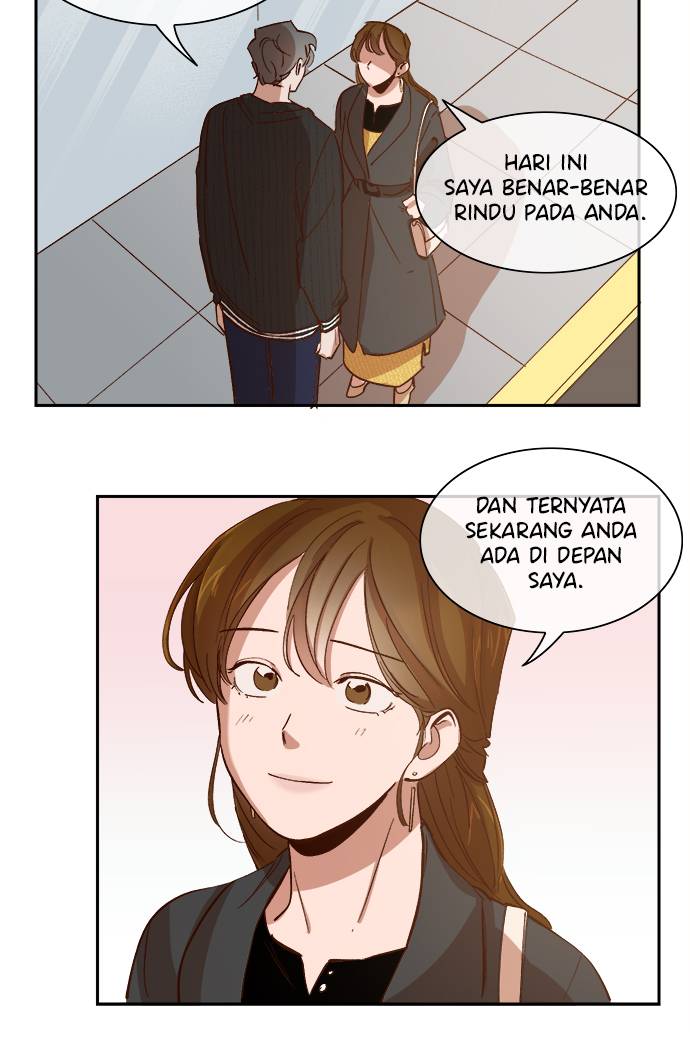 HARI INI
SAYA BENAR-BENAR
RINDU PADA ANDA.
DAN TERNYATA
SEKARANG ANDA
ADA DI DEPAN
SAYA.